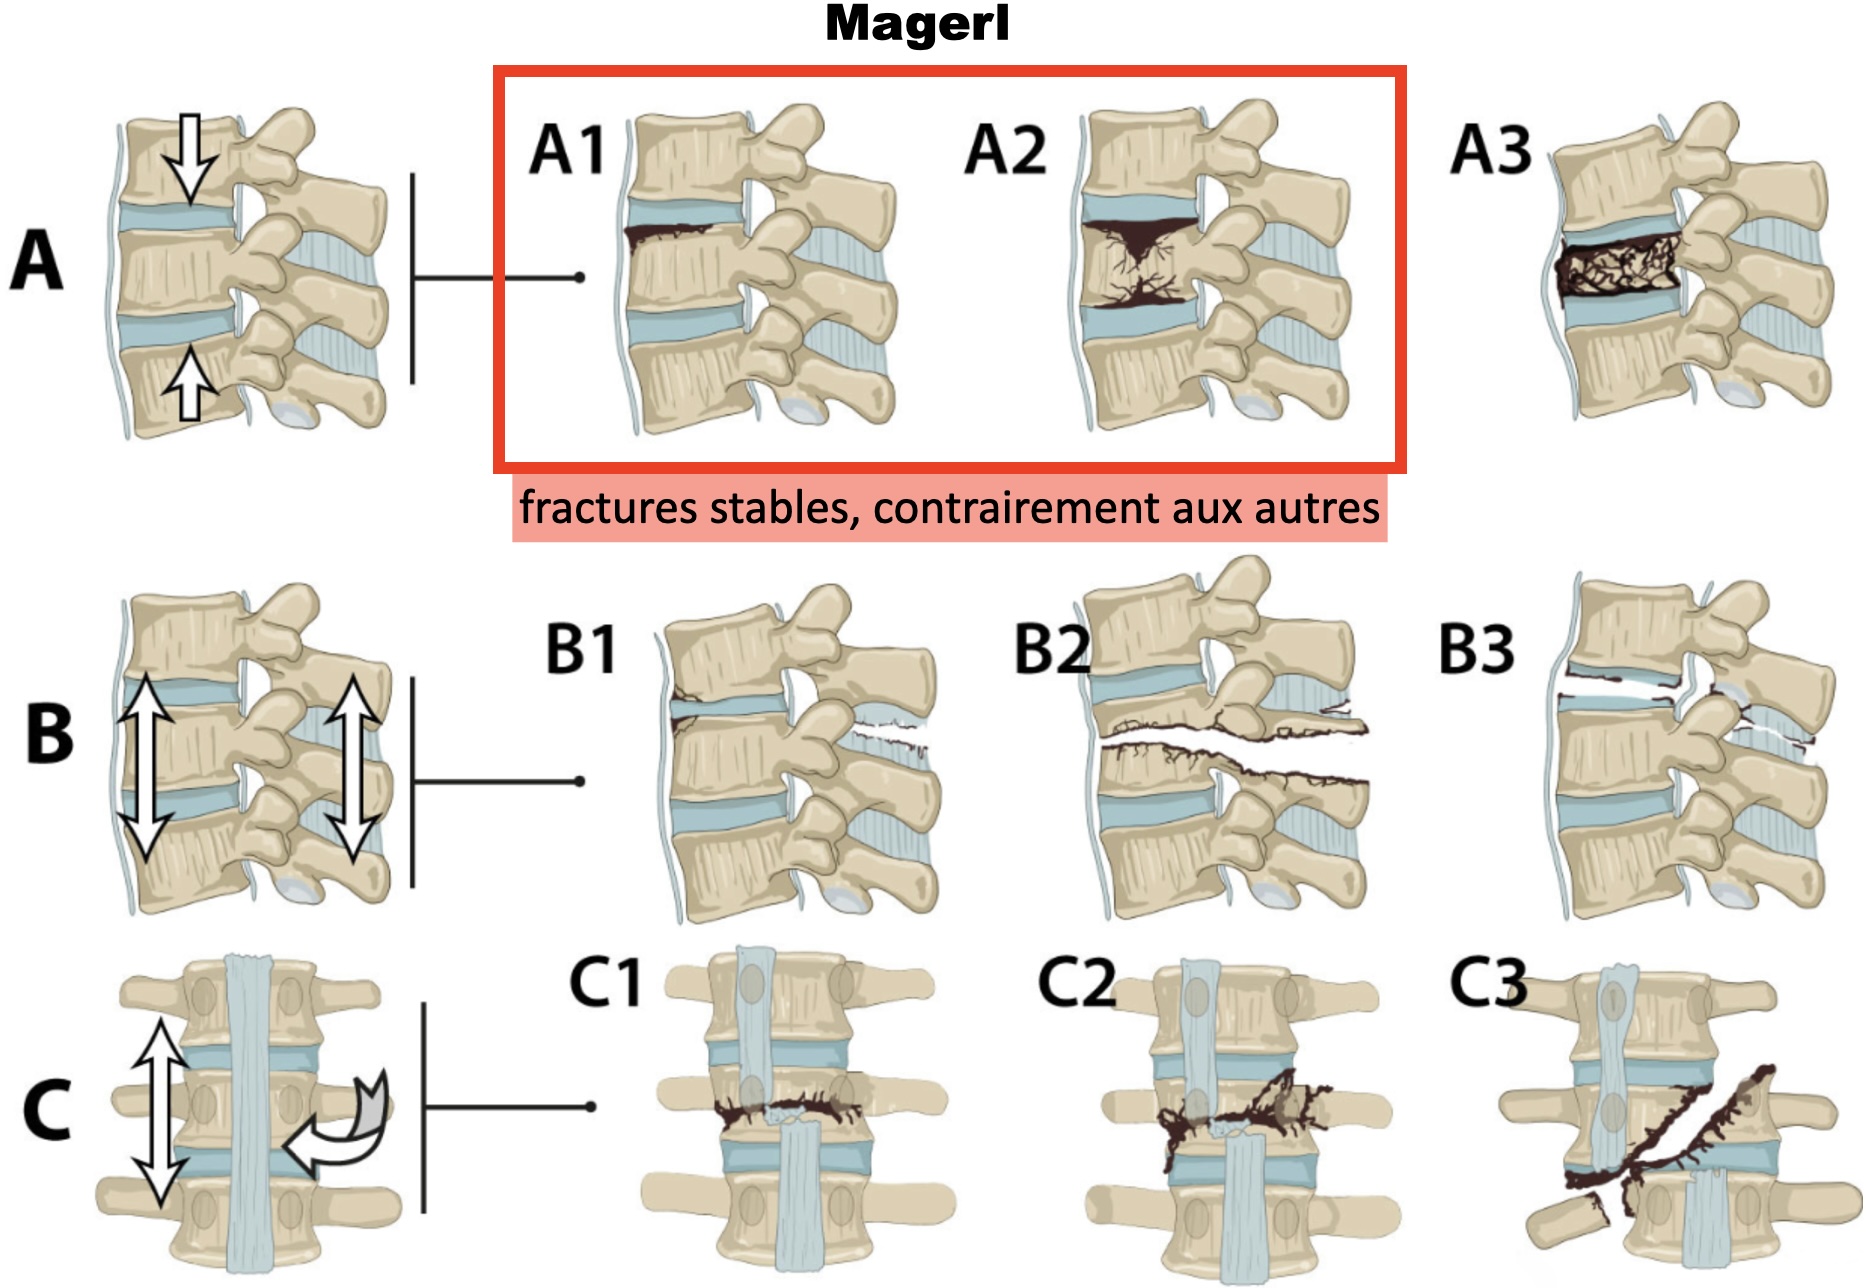 Magerl
A
A1
A2
A3
fractures stables, contrairement aux autres
B
B1
B2
B3
C
C1
C2
C3